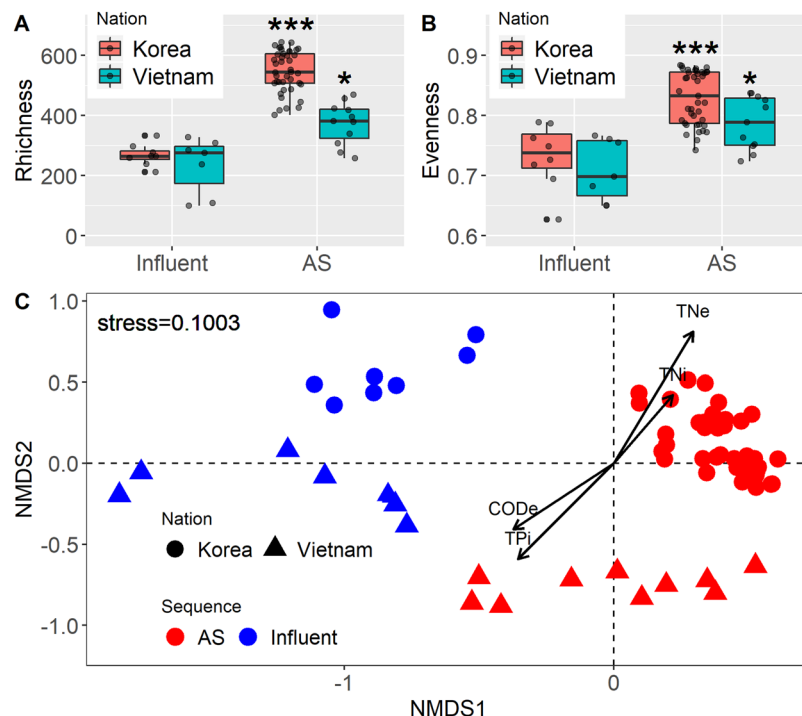 A
Nation
Korea
Vietnam
***
*
Rhichness
600
400
200
0
Influent
AS
B
Nation
Korea
Vietnam
***
*
Evenness
0.9
0.8
0.7
0.6
Influent
AS
C
stress=0.1003
TNe
TNi
CODe
TPi
Nation
Korea
Vietnam
Sequence
AS
Influent
NMDS2
1.0
0.5
0.0
-0.5
-1.0
-1
0
NMDS1